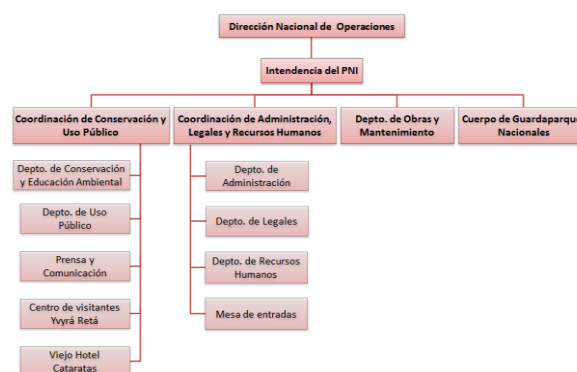 Dirección Nacional de Operaciones
Intendencia del PNI
Coordinación de Conservación y
Uso Público
Coordinación de Administración,
Legales y Recursos Humanos
Depto. de Obras y
Mantenimiento
Cuerpo de Guardaparque
Nacionales
Depto. de Conservación
y Educación Ambiental
Depto. de Uso
Público
Prensa y
Comunicación
Centro de visitantes
Yvyrá Retá
Viejo Hotel
Cataratas
Depto. de
Administración
Depto. de Legales
Depto. de Recursos
Humanos
Mesa de entradas